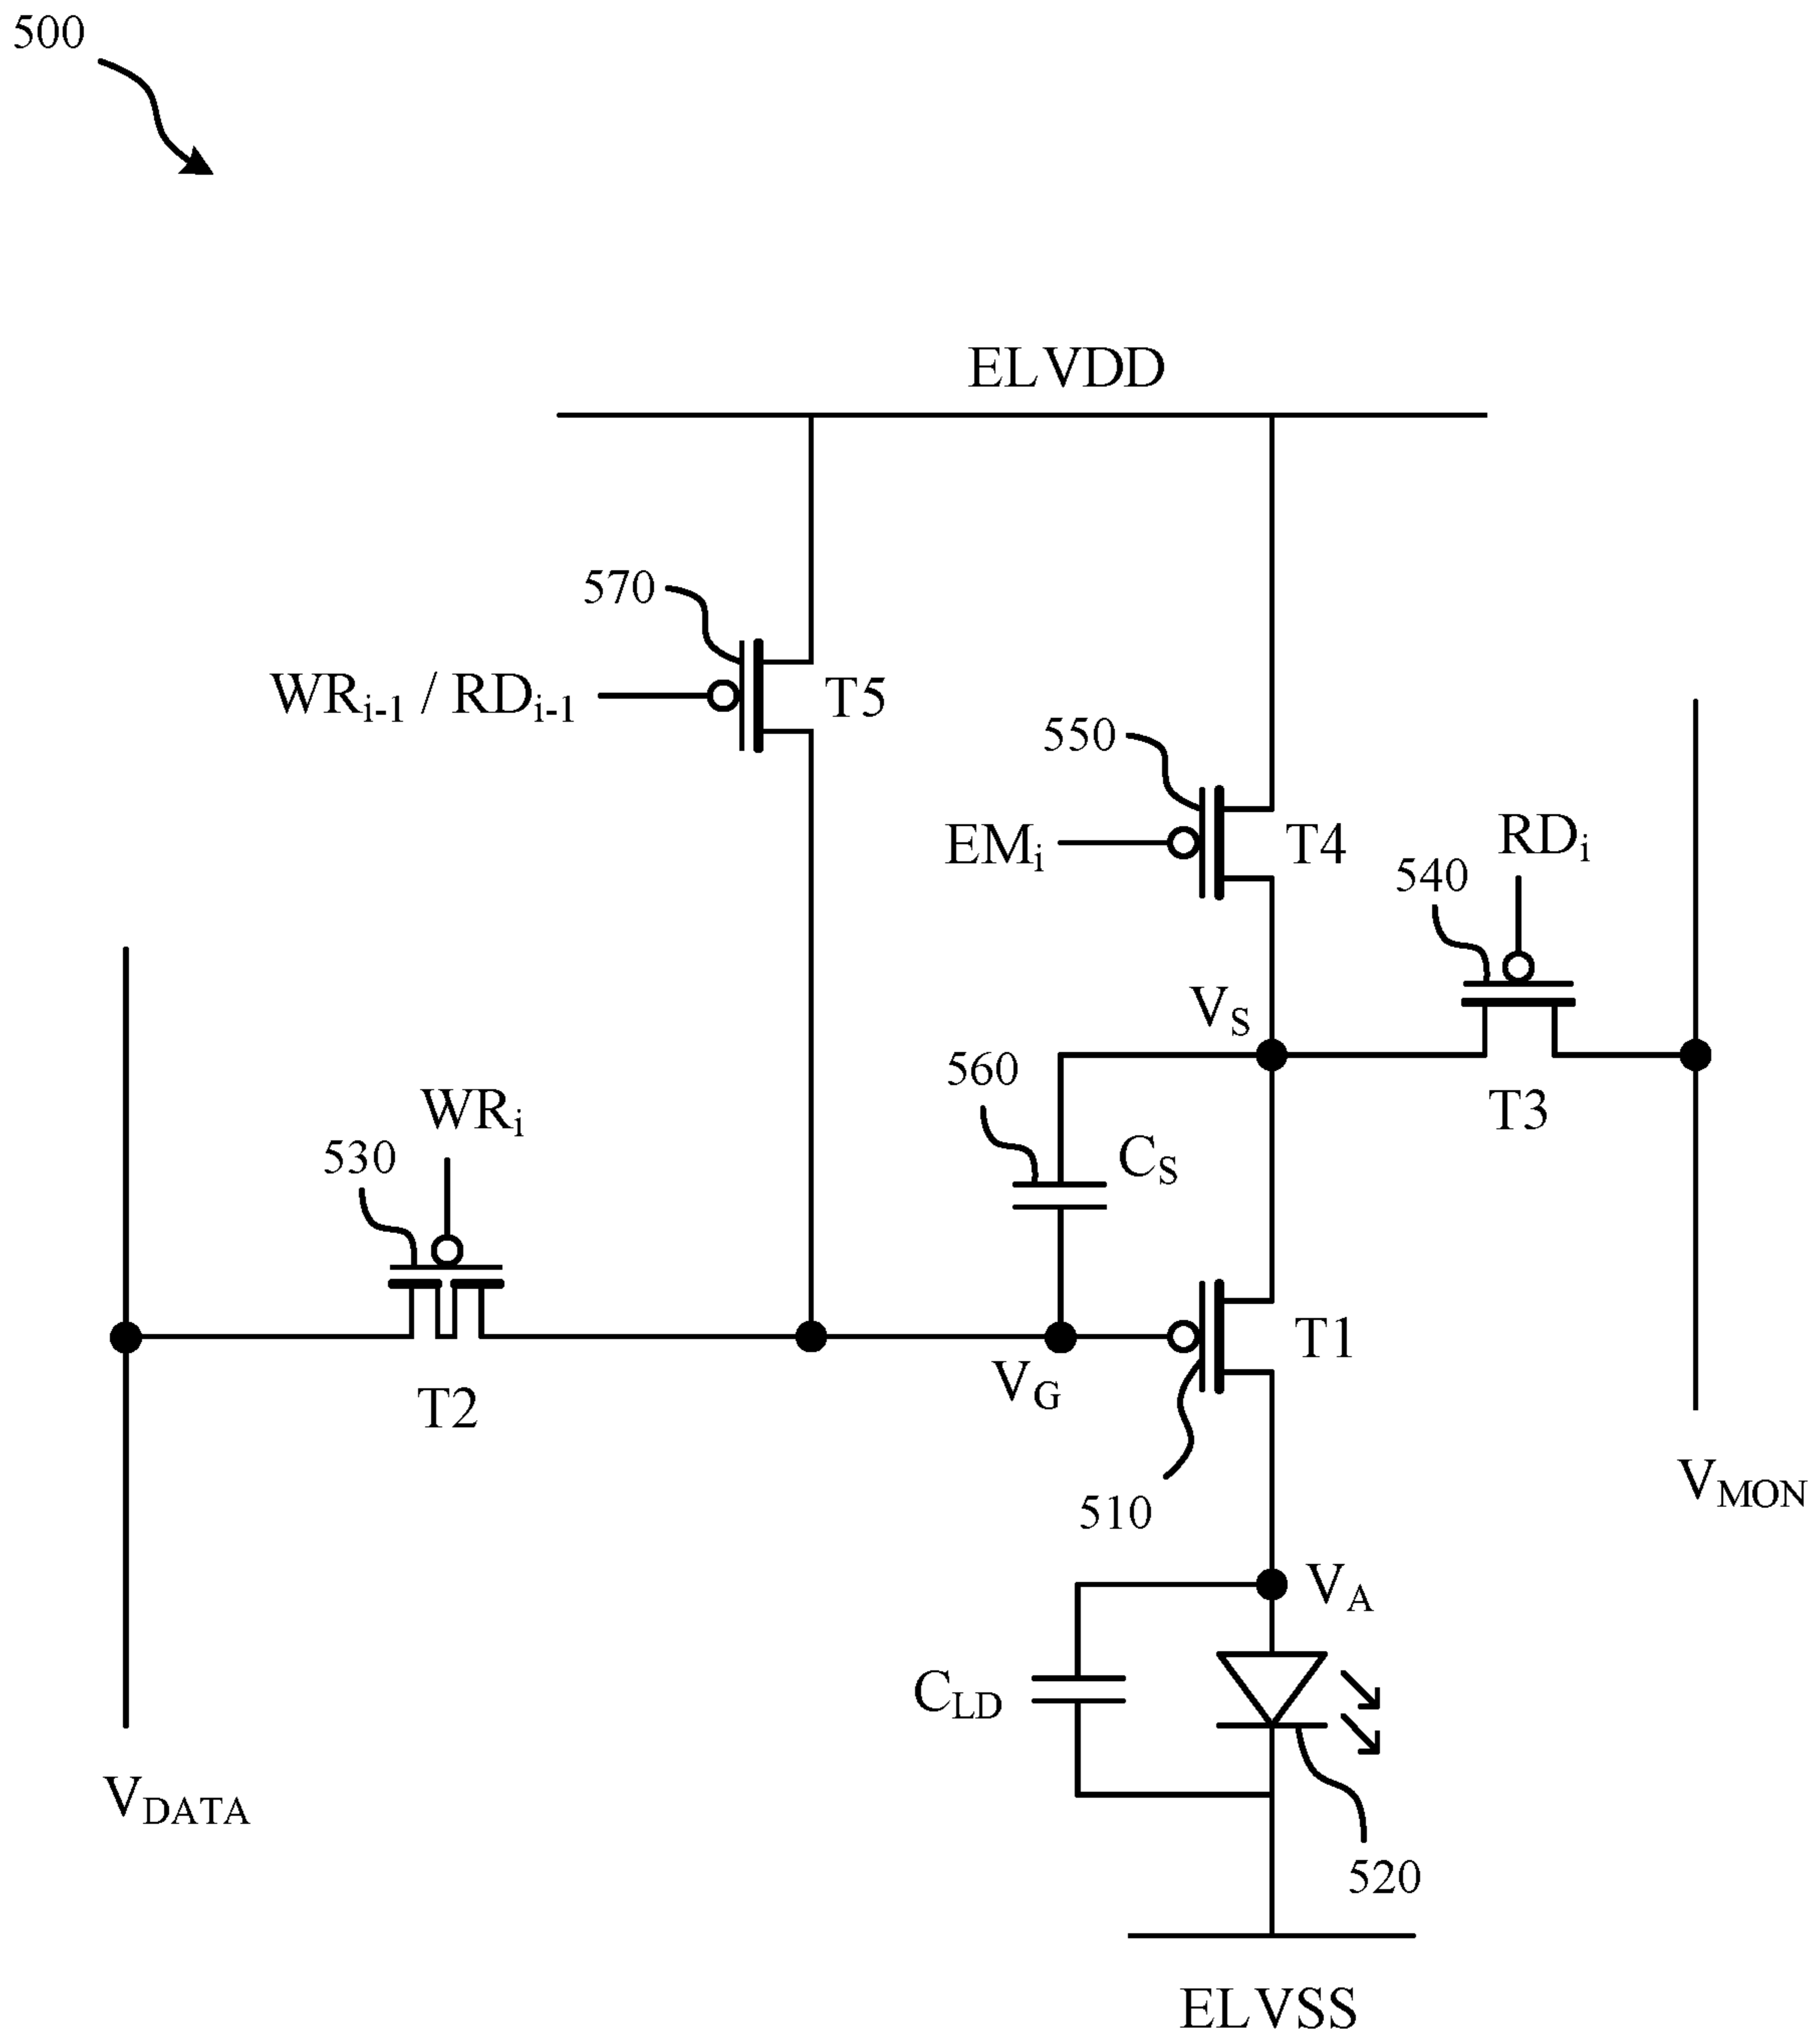 500
ELVDD
570
WRi-1 / RDi-1
T5
550
EMi
T4
RDi
540
VS
560
CS
T3
WRi
530
T2
VG
T1
510
VMON
VA
CLD
VDATA
520
ELVSS